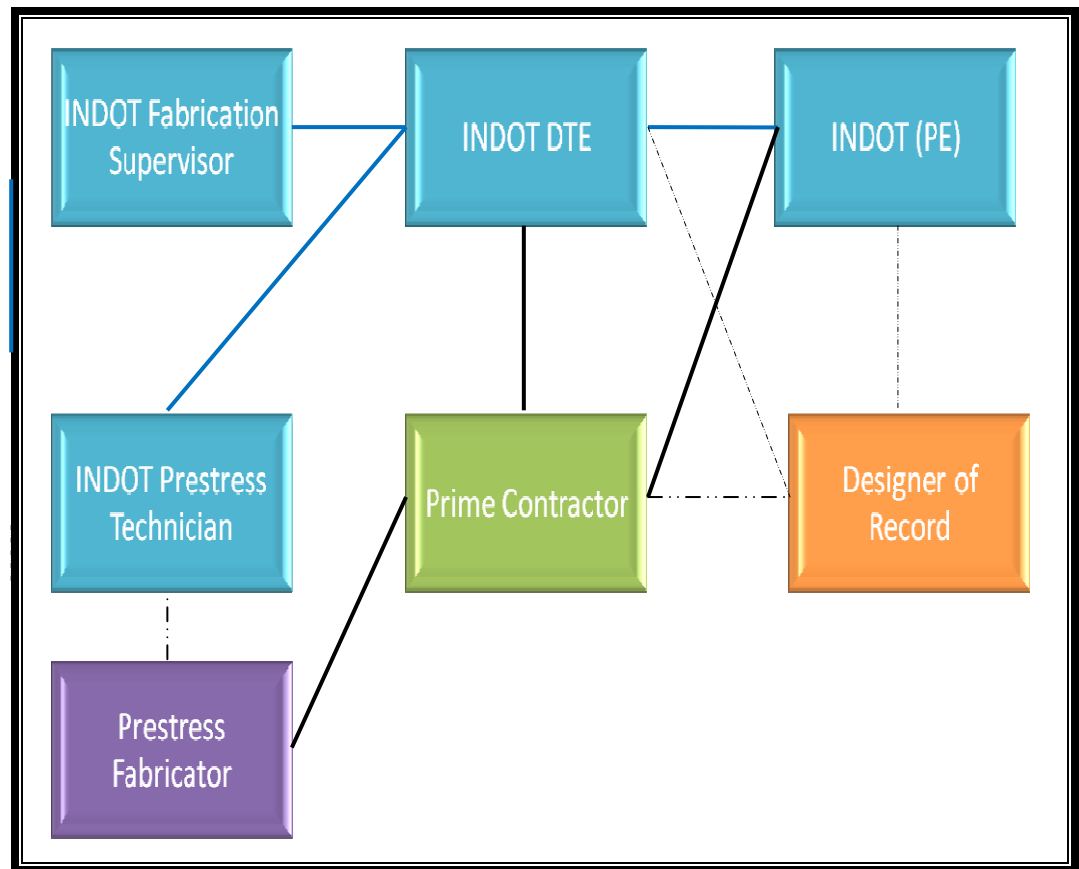 INDOT Fabrication
Supervisor
INDOT DTE
INDOT (PE)
INDOT Prestress
Technician
Prime Contractor
Designer of
Record
Prestress
Fabricator